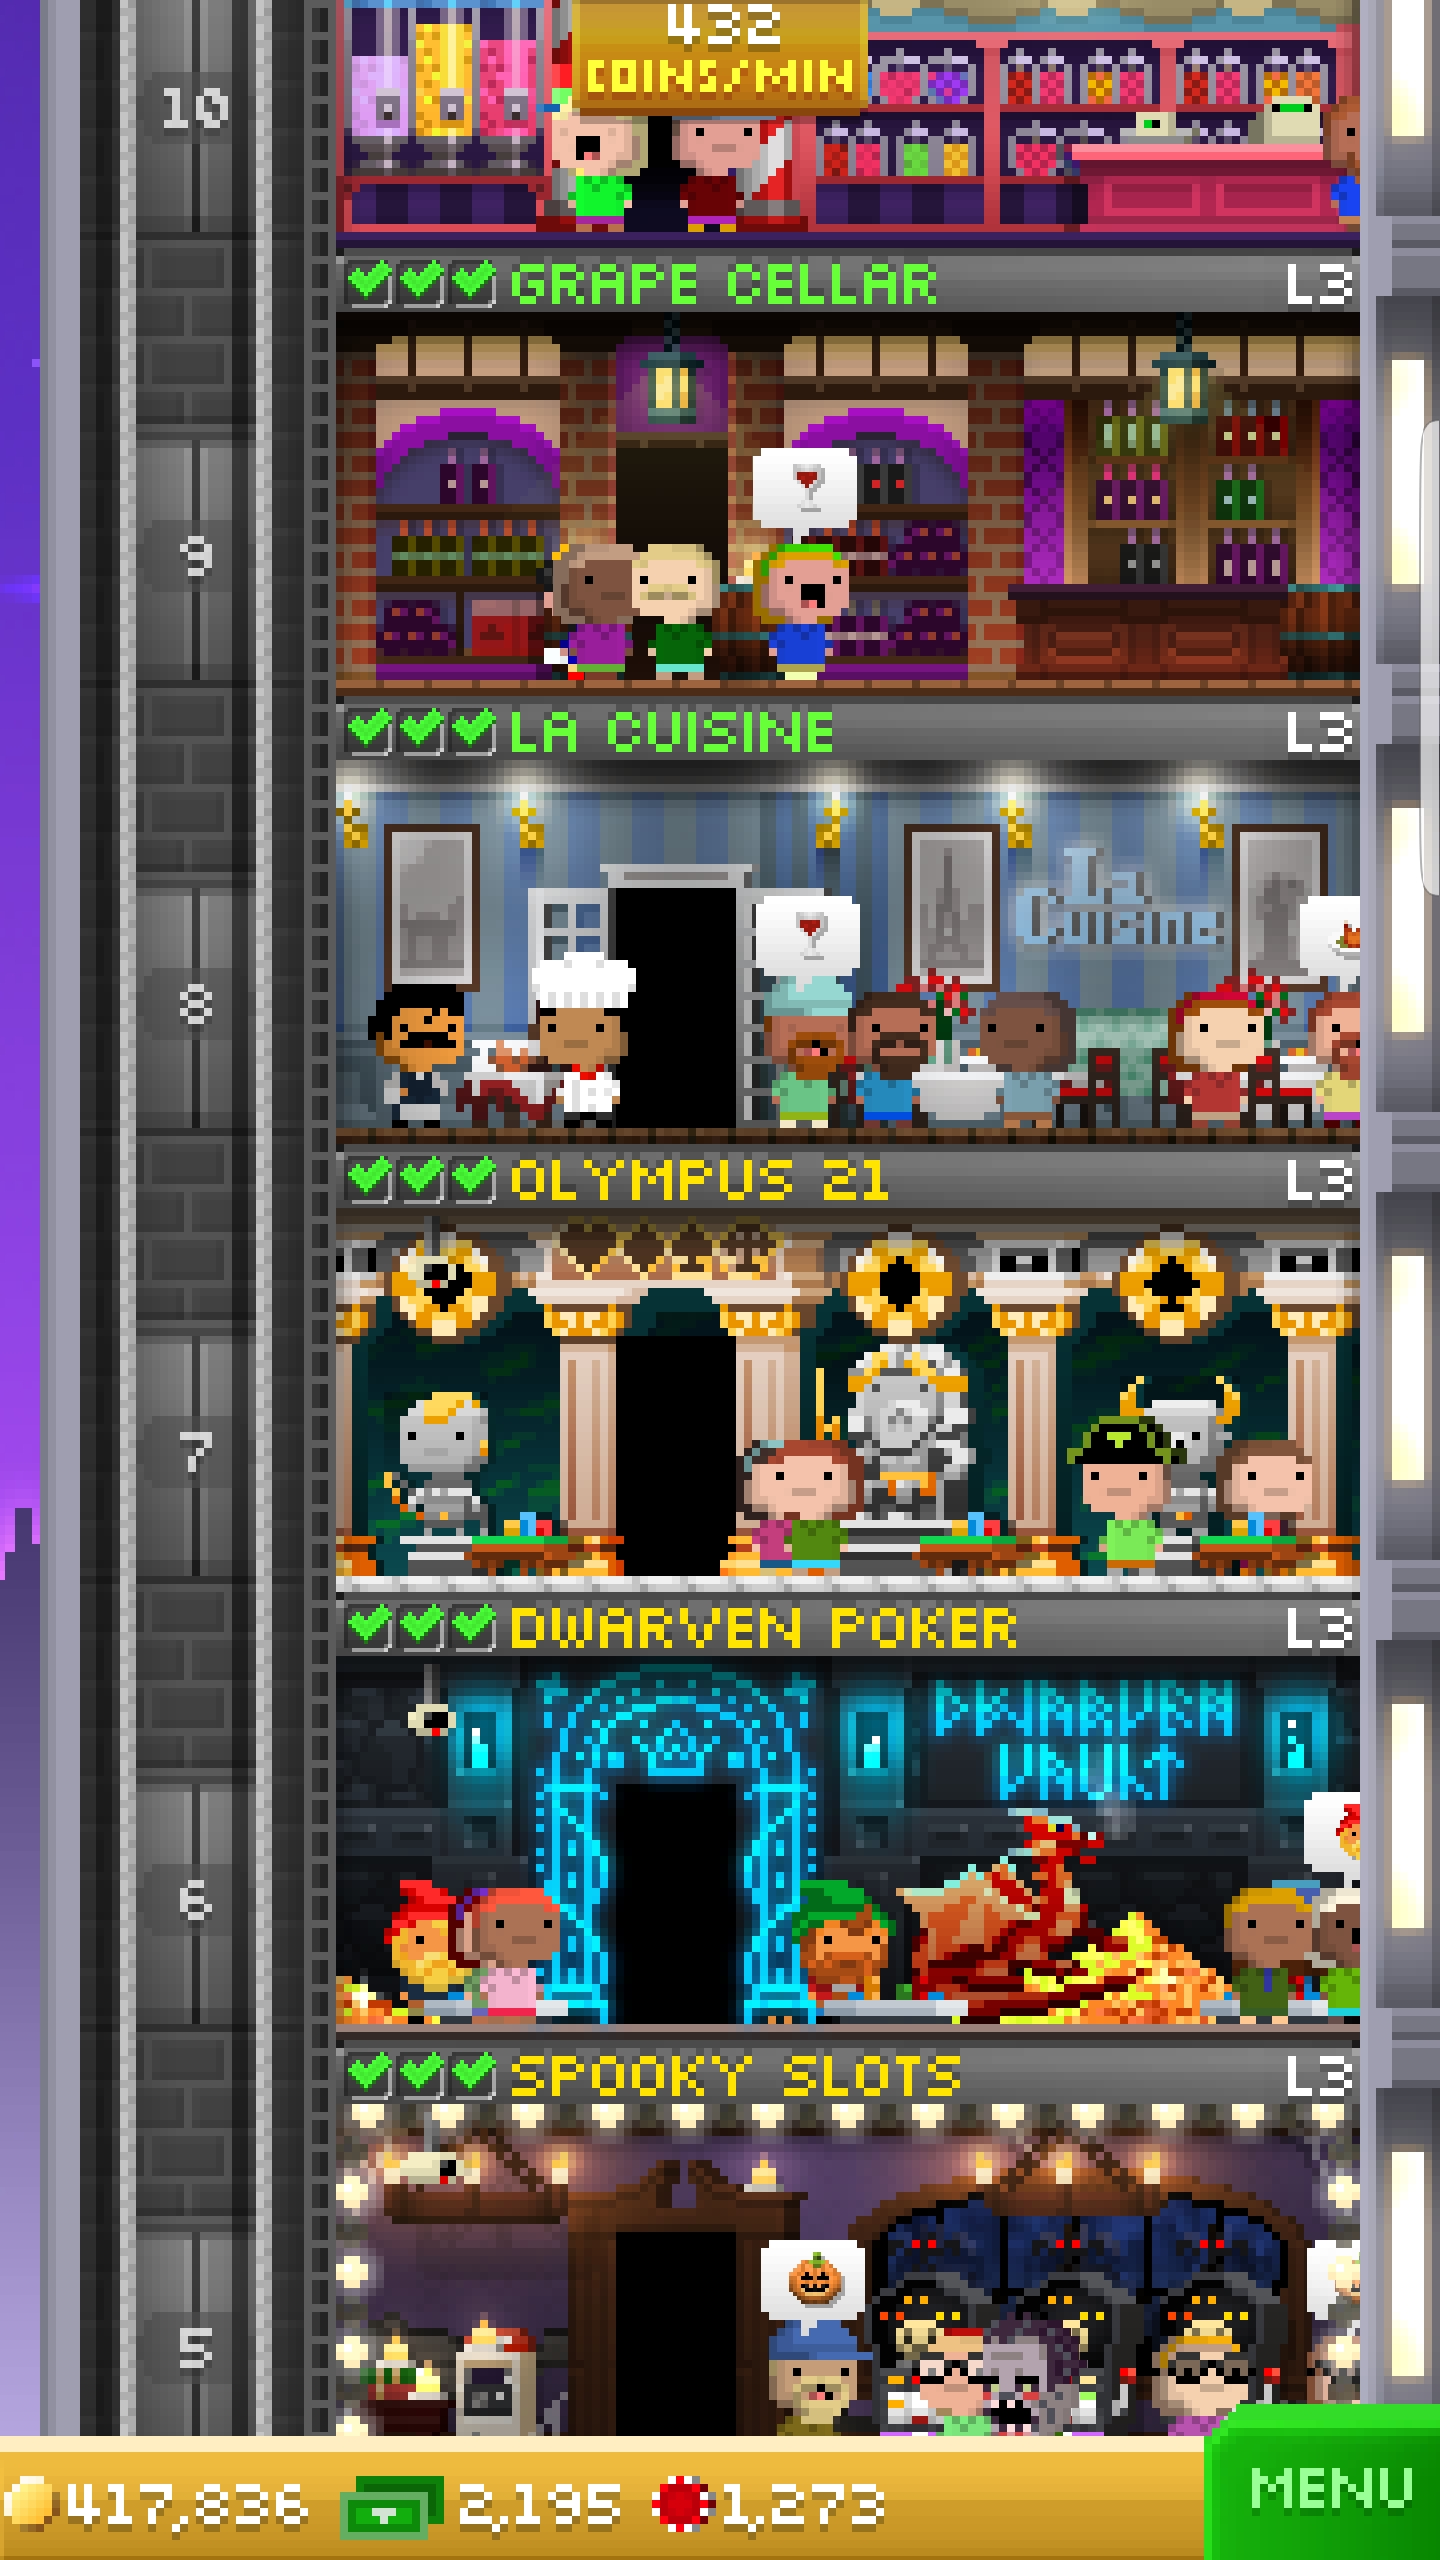 432
COINS/MIN
10
GRAPE CELLAR L3
9
LA CUISINE L3
La
Cuisine
8
OLYMPUS 21 L3
7
DWARVEN POKER L3
DWARVEN
VAULT
6
SPOOKY SLOTS L3
5
417,836 2,195 1,273
MENU